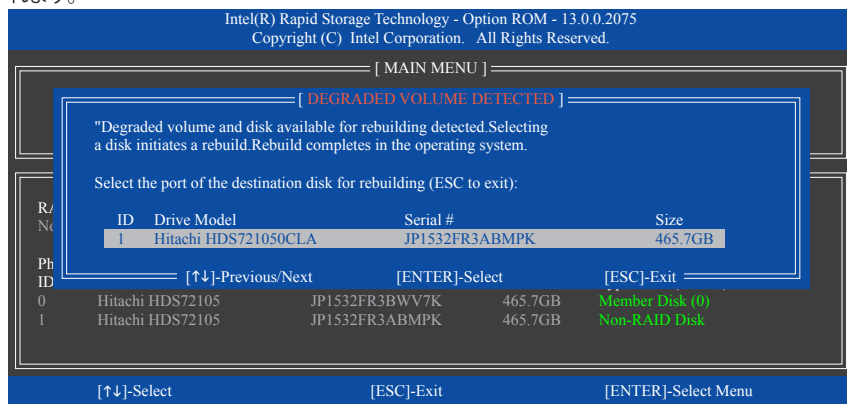 Intel(R) Rapid Storage Technology - Option ROM - 13.0.0.2075
Copyright (C) Intel Corporation. All Rights Reserved.
[ MAIN MENU ]
[ DEGRADED VOLUME DETECTED ]
"Degraded volume and disk available for rebuilding detected.Selecting
a disk initiates a rebuild.Rebuild completes in the operating system.
Select the port of the destination disk for rebuilding (ESC to exit):
ID Drive Model Serial # Size
1 Hitachi HDS721050CLA JP1532FR3ABMPK 465.7GB
[↑↓]-Previous/Next [ENTER]-Select [ESC]-Exit
ID
0 Hitachi HDS72105 JP1532FR3BWV7K 465.7GB Member Disk (0)
1 Hitachi HDS72105 JP1532FR3ABMPK 465.7GB Non-RAID Disk
[↑↓]-Select [ESC]-Exit [ENTER]-Select Menu